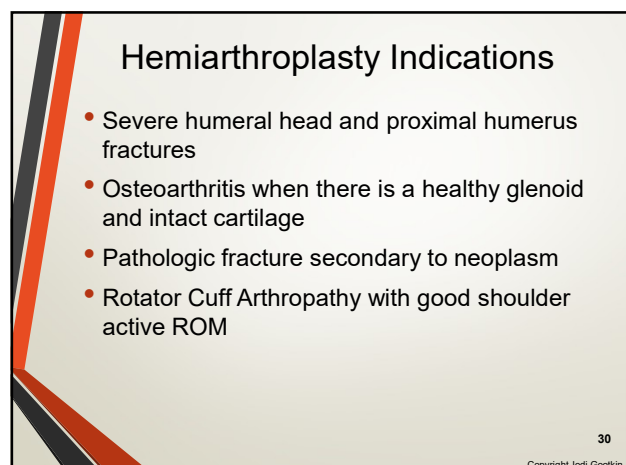 Hemiarthroplasty Indications
• Severe humeral head and proximal humerus
fractures
• Osteoarthritis when there is a healthy glenoid
and intact cartilage
• Pathologic fracture secondary to neoplasm
• Rotator Cuff Arthropathy with good shoulder
active ROM
30
Copyright Jodi